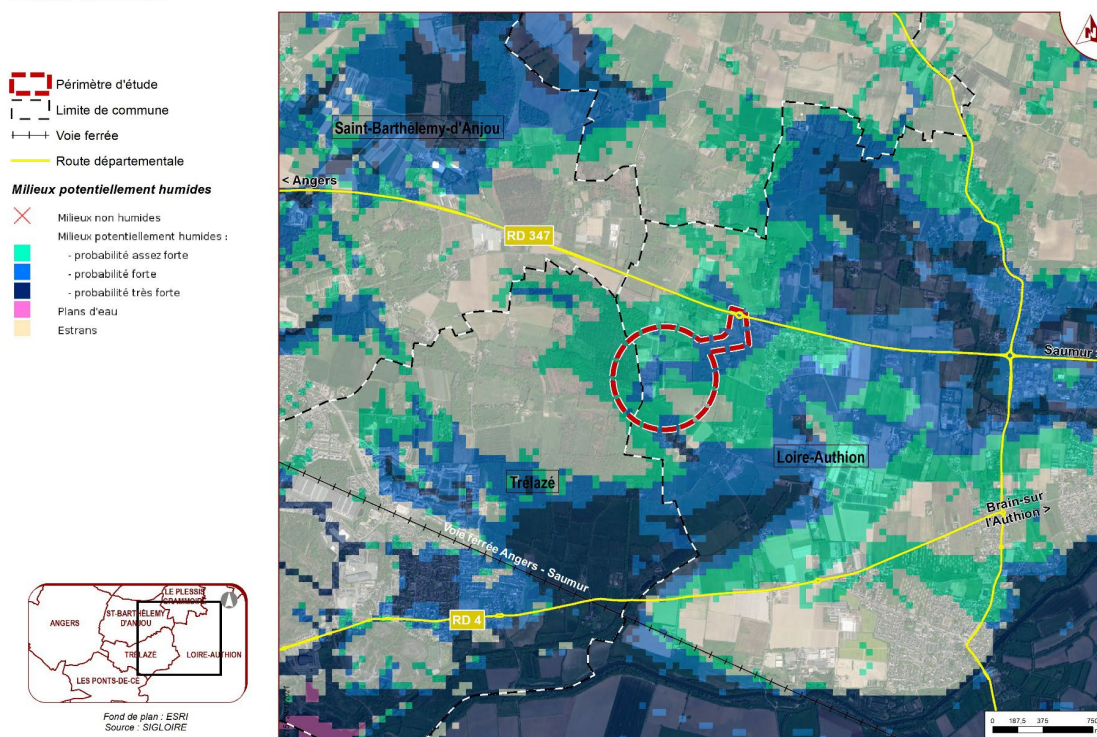 Périmètre d'étude
Limite de commune
Voie ferrée
Route départementale
Milieux potentiellement humides
Milieux non humides
Milieux potentiellement humides :
- probabilité assez forte
- probabilité forte
- probabilité très forte
Plans d'eau
Estrans
N
Saint-Barthélemy-d'Anjou
< Angers
RD 347
Saumur >
Loire-Authion
Trélazé
Brain-sur
l'Authion >
Voie ferrée Angers - Saumur
RD 4
LE PLESSIS
GRAMMOIRE
ST-BARTHÉLEMY
D'ANJOU
ANGERS
TRÉLAZÉ
LOIRE-AUTHION
LES PONTS-DE-CÉ
Fond de plan : ESRI
Source : SIGLOIRE
0 187,5 375 750